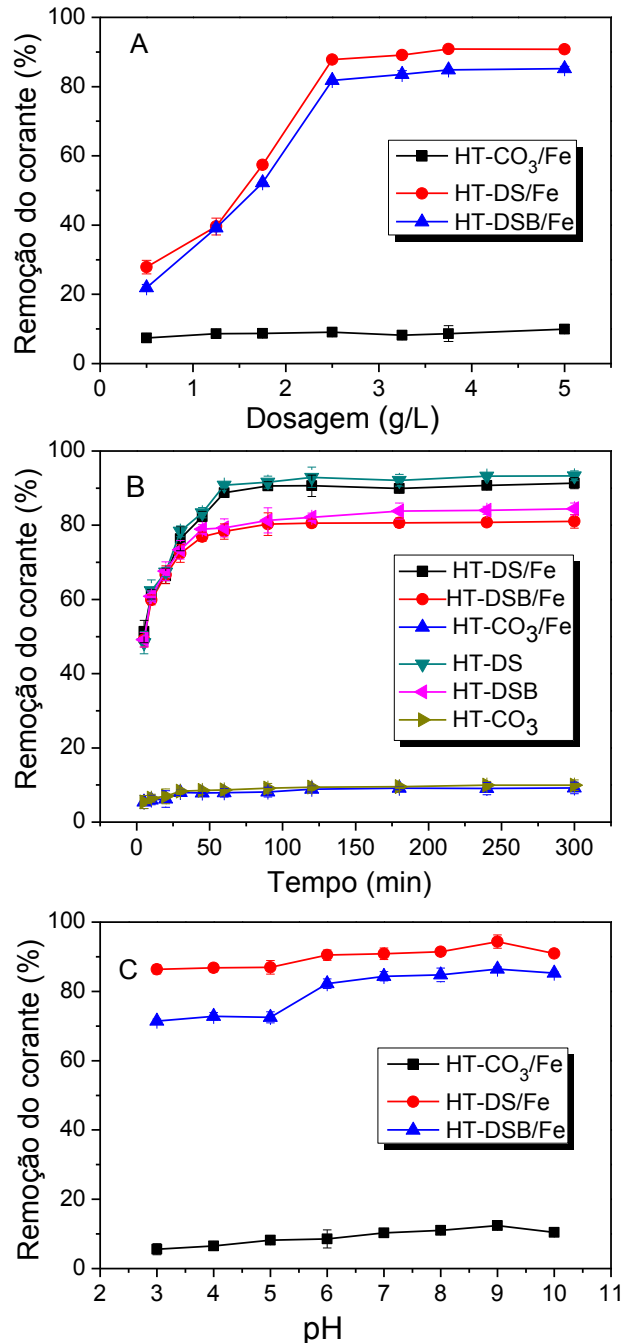 A
Remoção do corante (%)
100
80
60
40
20
0
HT-CO3/Fe
HT-DS/Fe
HT-DSB/Fe
0 1 2 3 4 5
Dosagem (g/L)
B
Remoção do corante (%)
100
80
60
40
20
0
HT-DS/Fe
HT-DSB/Fe
HT-CO3/Fe
HT-DS
HT-DSB
HT-CO3
0 50 100 150 200 250 300
Tempo (min)
C
Remoção do corante (%)
100
80
60
40
20
0
HT-CO3/Fe
HT-DS/Fe
HT-DSB/Fe
2 3 4 5 6 7 8 9 10 11
pH